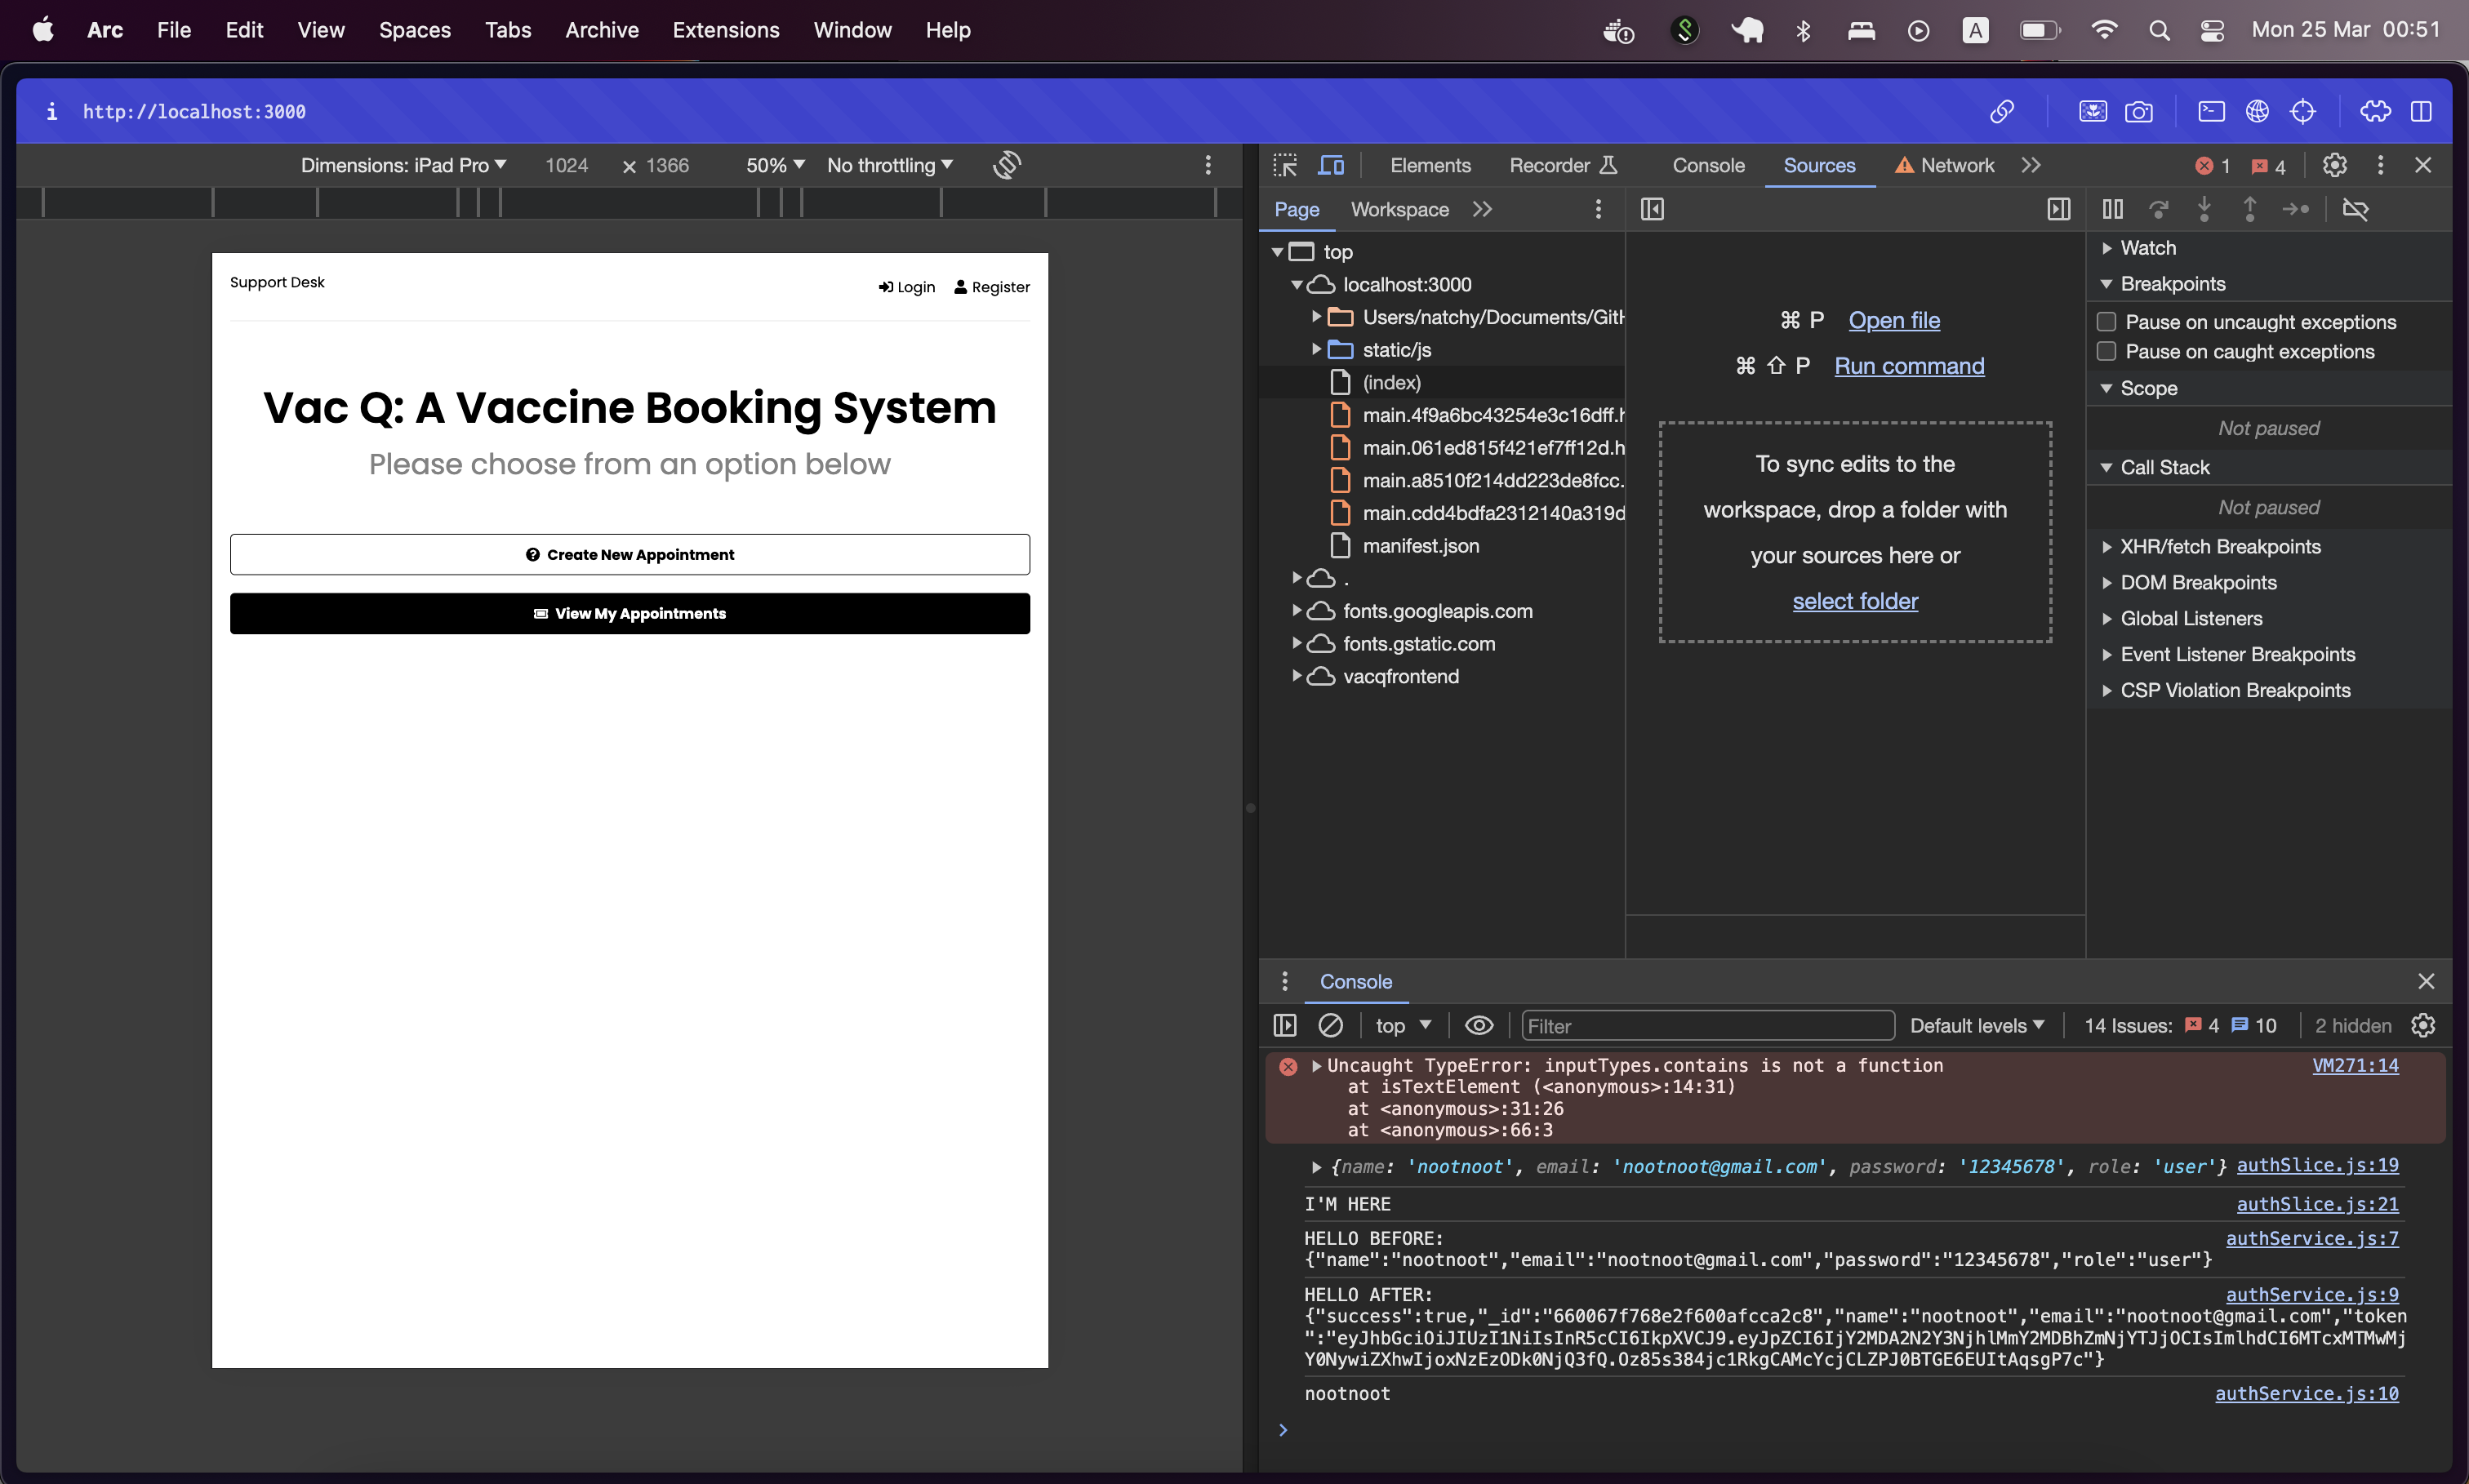 Arc File Edit View Spaces Tabs Archive Extensions Window Help
A
Mon 25 Mar 00:51
http://localhost:3000
Dimensions: iPad Pro 1024 × 1366 50% No throttling
Support Desk
Login Register
Vac Q: A Vaccine Booking System
Please choose from an option below
Create New Appointment
View My Appointments
Elements Recorder Console Sources Network 1 4
Page Workspace
top
localhost:3000
Users/natchy/Documents/Gith
static/js
(index)
main.4f9a6bc43254e3c16dff.h
main.061ed815f421ef7ff12d.h
main.a8510f214dd223de8fcc.
main.cdd4bdfa2312140a319d
manifest.json
.
fonts.googleapis.com
fonts.gstatic.com
vacqfrontend
⌘ P Open file
⌘ ⇧ P Run command
To sync edits to the
workspace, drop a folder with
your sources here or
select folder
Watch
Breakpoints
Pause on uncaught exceptions
Pause on caught exceptions
Scope
Not paused
Call Stack
Not paused
XHR/fetch Breakpoints
DOM Breakpoints
Global Listeners
Event Listener Breakpoints
CSP Violation Breakpoints
Console
top Filter Default levels 14 Issues: 4 10 2 hidden
Uncaught TypeError: inputTypes.contains is not a function VM271:14
at isTextElement (<anonymous>:14:31)
at <anonymous>:31:26
at <anonymous>:66:3
{name: 'nootnoot', email: 'nootnoot@gmail.com', password: '12345678', role: 'user'} authSlice.js:19
I'M HERE authSlice.js:21
HELLO BEFORE: authService.js:7
{"name":"nootnoot","email":"nootnoot@gmail.com","password":"12345678","role":"user"}
HELLO AFTER: authService.js:9
{"success":true,"_id":"660067f768e2f600afcca2c8","name":"nootnoot","email":"nootnoot@gmail.com","token
":"eyJhbGciOiJIUzI1NiIsInR5cCI6IkpXVCJ9.eyJpZCI6IjY2MDA2N2Y3NjhlMmY2MDBhZmNjYTJjOCIsImlhdCI6MTcxMTMwMj
Y0NywiZXhwIjoxNzEzODk0NjQ3fQ.Oz85s384jc1RkgCAMcYcjCLZPJ0BTGE6EUItAqsgP7c"}
nootnoot authService.js:10